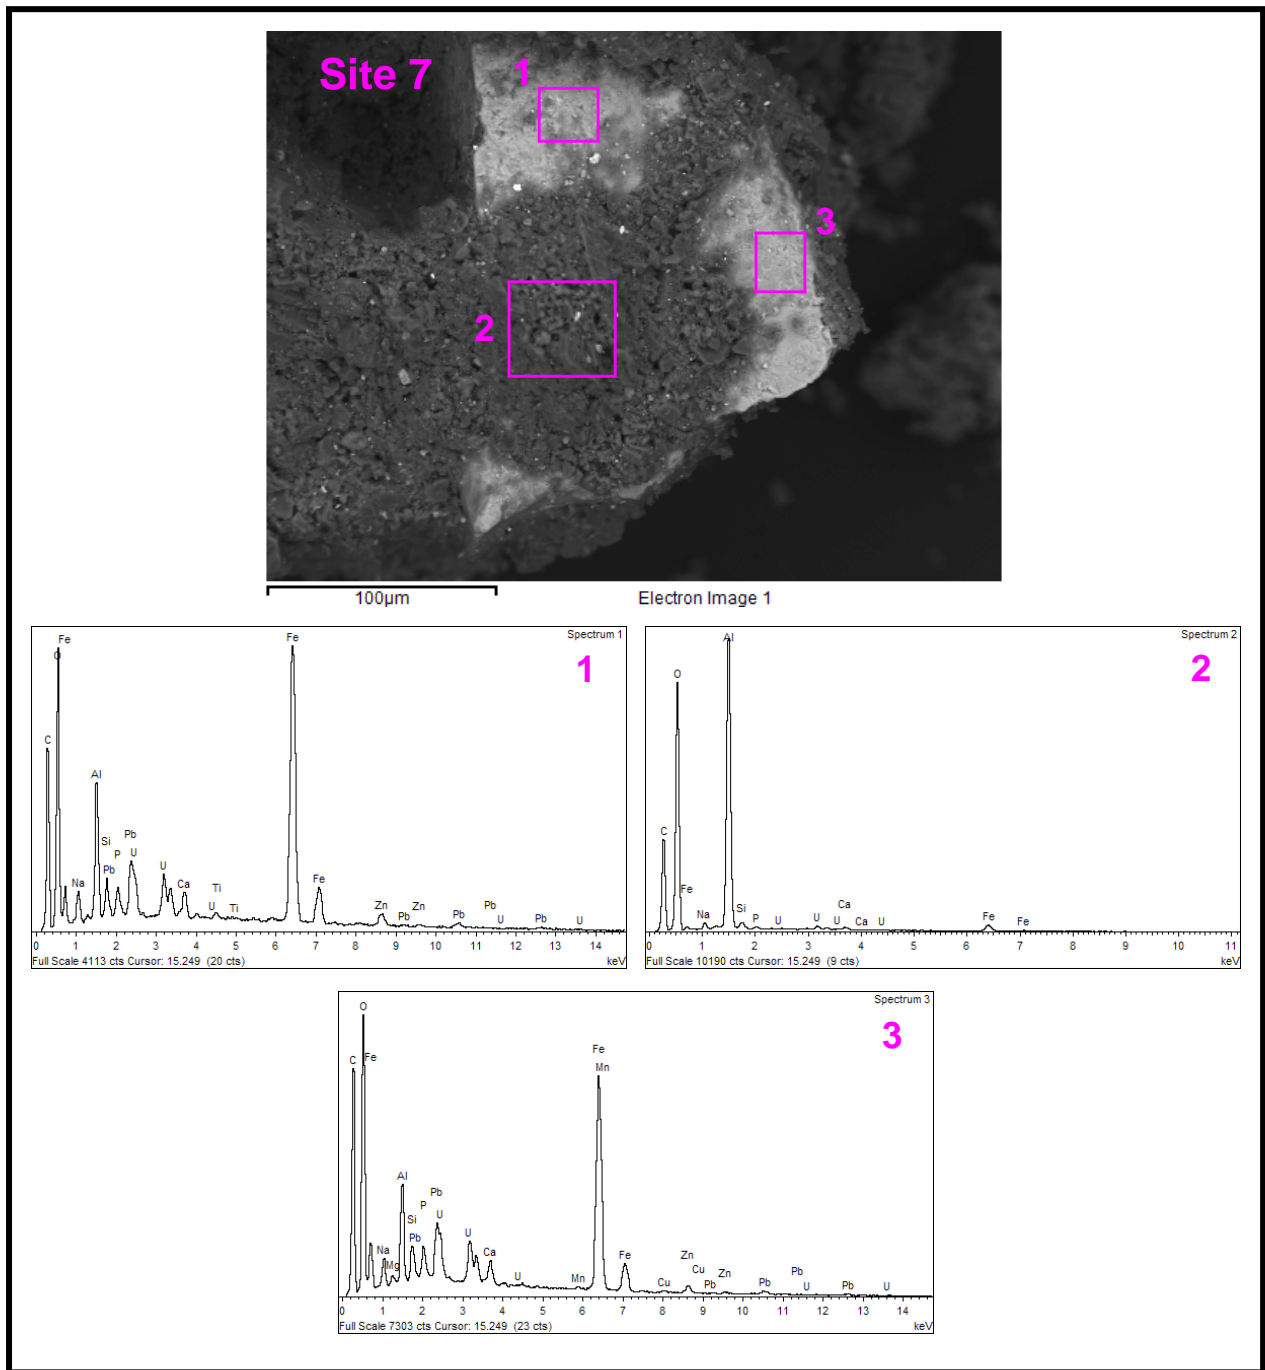 Site 7
1
3
2
100µm
Electron Image 1
Spectrum 1
1
Fe
O
Fe
C
Al
Si
Pb
P
Pb
U
Na
U
Ca
U
Ti
Ti
Fe
Zn
Pb
Zn
Pb
Pb
U
Pb
U
0 1 2 3 4 5 6 7 8 9 10 11 12 13 14
Full Scale 4113 cts Cursor: 15.249 (20 cts)
keV
Spectrum 2
2
Al
O
C
Fe
Na
Si
P
U
U
U
Ca
Ca
U
Fe
Fe
0 1 2 3 4 5 6 7 8 9 10 11
Full Scale 10190 cts Cursor: 15.249 (9 cts)
keV
Spectrum 3
3
O
C
Fe
Fe
Mn
Al
Si
Pb
P
Pb
U
Na
Mg
U
Ca
U
Mn
Fe
Cu
Zn
Cu
Pb
Zn
Pb
Pb
U
Pb
U
0 1 2 3 4 5 6 7 8 9 10 11 12 13 14
Full Scale 7303 cts Cursor: 15.249 (23 cts)
keV